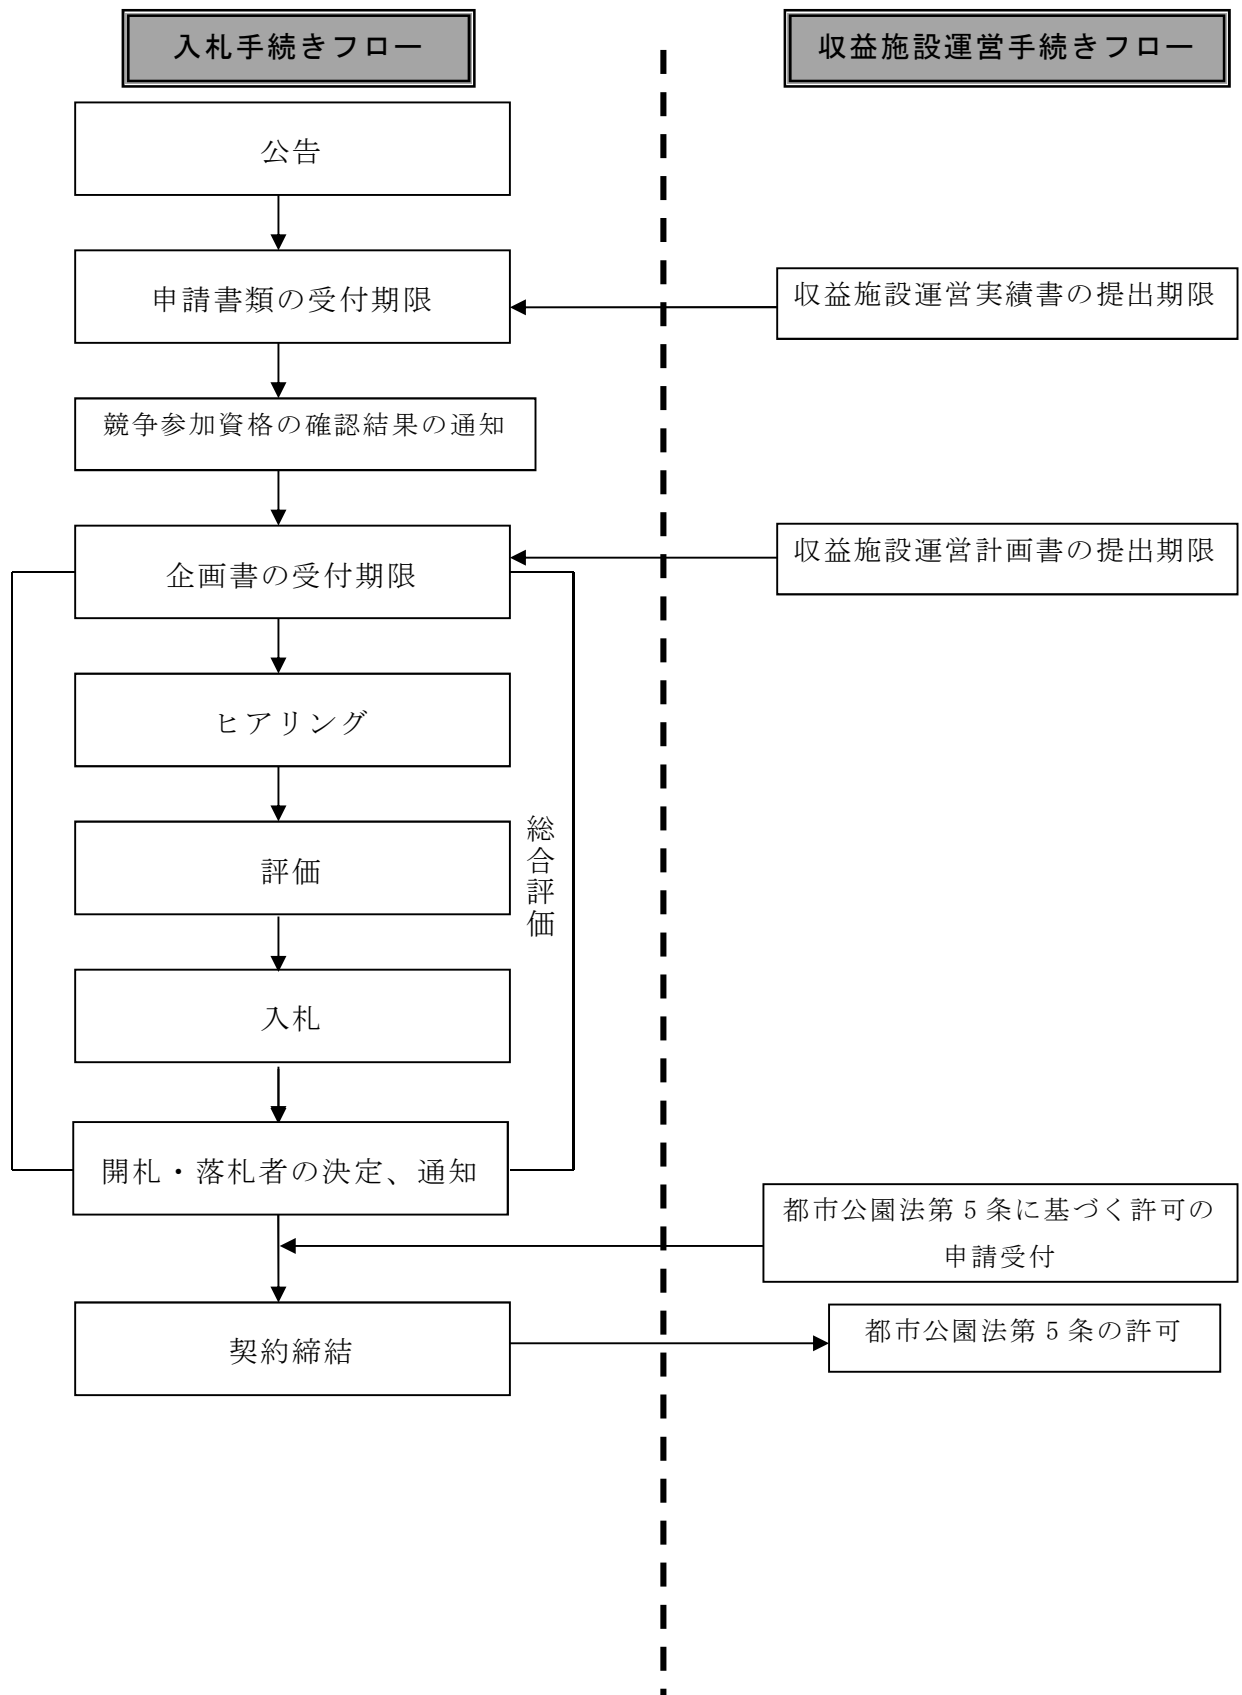 入札手続きフロー
収益施設運営手続きフロー
公告
申請書類の受付期限
収益施設運営実績書の提出期限
競争参加資格の確認結果の通知
企画書の受付期限
収益施設運営計画書の提出期限
ヒアリング
評価
総合評価
入札
開札・落札者の決定、通知
都市公園法第5条に基づく許可の
申請受付
契約締結
都市公園法第5条の許可